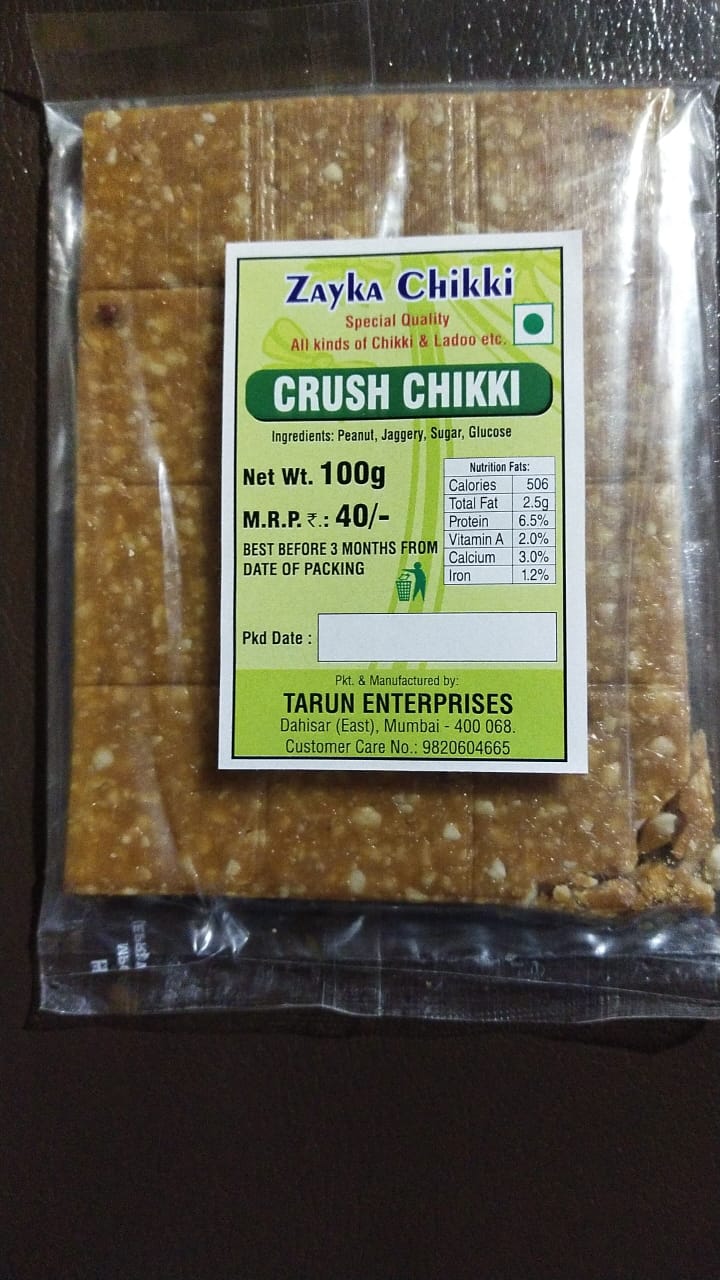 Zayka Chikki
Special Quality
All kinds of Chikki & Ladoo etc.
CRUSH CHIKKI
Ingredients: Peanut, Jaggery, Sugar, Glucose
Net Wt. 100g
M.R.P. ₹.: 40/-
BEST BEFORE 3 MONTHS FROM
DATE OF PACKING
Nutrition Fats:
Calories 506
Total Fat 2.5g
Protein 6.5%
Vitamin A 2.0%
Calcium 3.0%
Iron 1.2%
Pkd Date :
Pkt. & Manufactured by:
TARUN ENTERPRISES
Dahisar (East), Mumbai - 400 068.
Customer Care No.: 9820604665